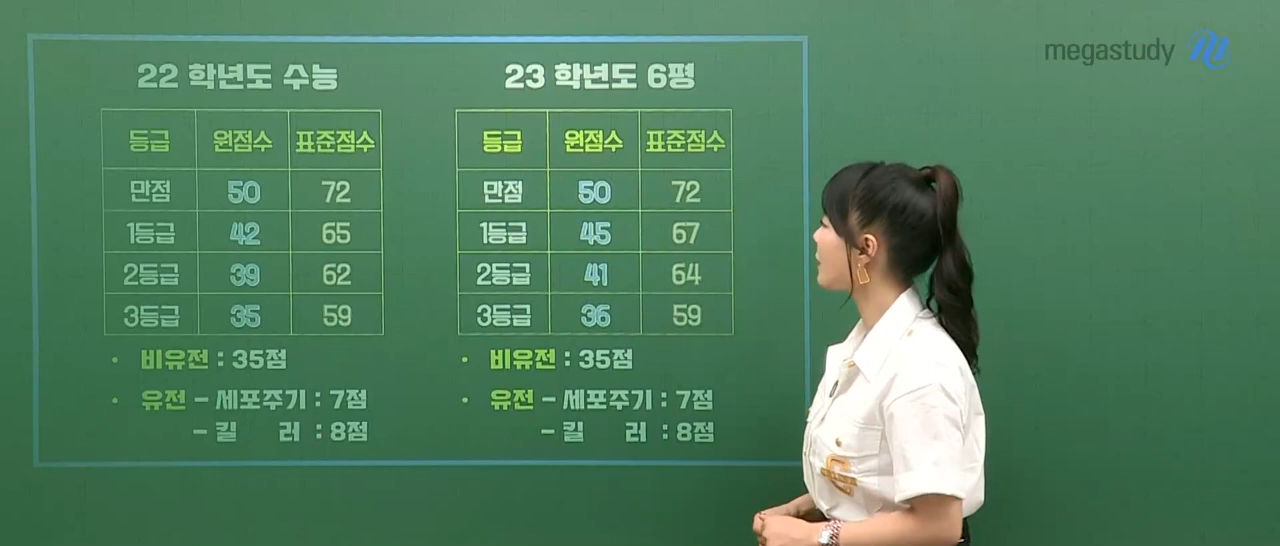 megastudy
22 학년도 수능
등급 원점수 표준점수
만점 50 72
1등급 42 65
2등급 39 62
3등급 35 59
• 비유전 : 35점
• 유전 – 세포주기 : 7점
– 킬 러 : 8점
23 학년도 6평
등급 원점수 표준점수
만점 50 72
1등급 45 67
2등급 41 64
3등급 36 59
• 비유전 : 35점
• 유전 – 세포주기 : 7점
– 킬 러 : 8점